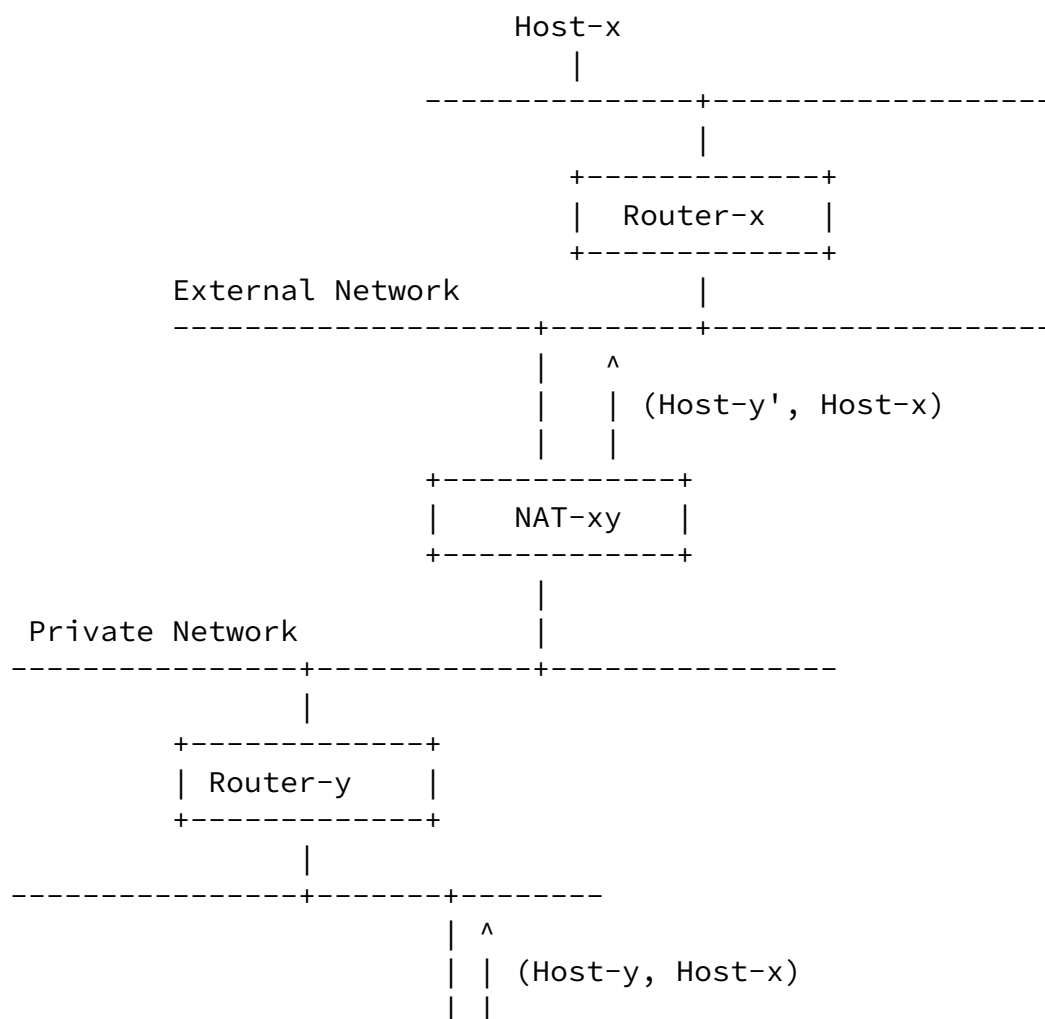 Host-x
|
---------------+-------------------
|
+-------------+
| Router-x |
+-------------+
External Network |
--------------------+--------+-------------------
| ^
| | (Host-y', Host-x)
| |
+-------------+
| NAT-xy |
+-------------+
|
Private Network |
----------------+------------+----------------
|
+-------------+
| Router-y |
+-------------+
|
----------------+-------+--------
| ^
| | (Host-y, Host-x)
| |